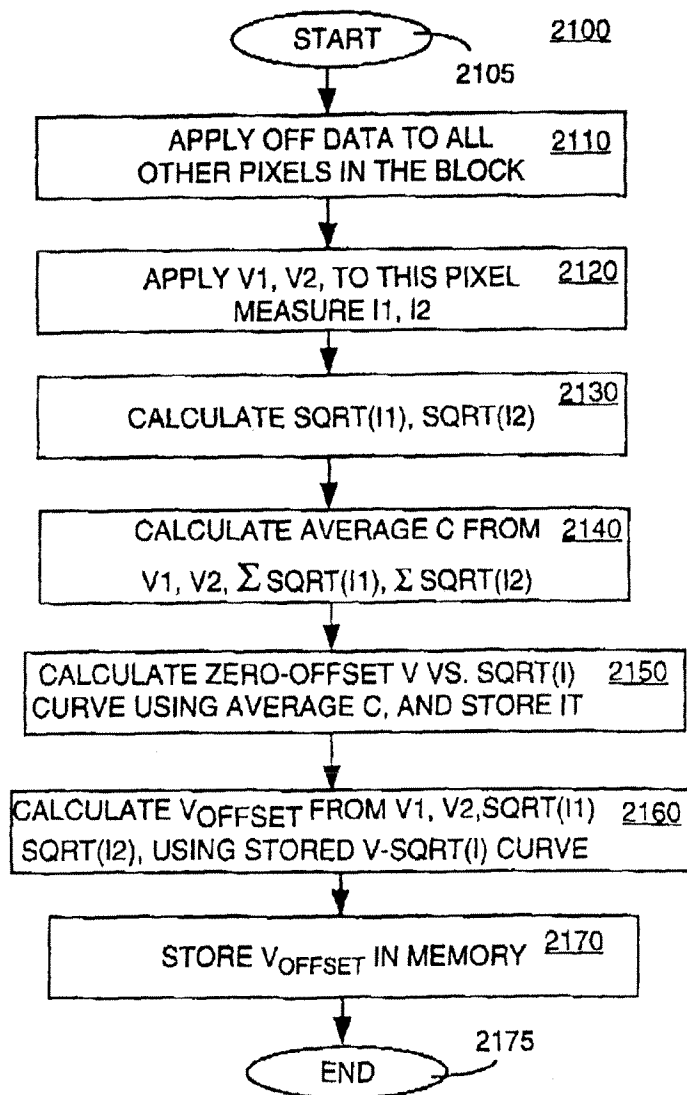 START
2100
2105
APPLY OFF DATA TO ALL
OTHER PIXELS IN THE BLOCK
2110
APPLY V1, V2, TO THIS PIXEL
MEASURE I1, I2
2120
CALCULATE SQRT(I1), SQRT(I2)
2130
CALCULATE AVERAGE C FROM
V1, V2, Σ SQRT(I1), Σ SQRT(I2)
2140
CALCULATE ZERO-OFFSET V VS. SQRT(I)
CURVE USING AVERAGE C, AND STORE IT
2150
CALCULATE VOFFSET FROM V1, V2,SQRT(I1)
SQRT(I2), USING STORED V-SQRT(I) CURVE
2160
STORE VOFFSET IN MEMORY
2170
END
2175